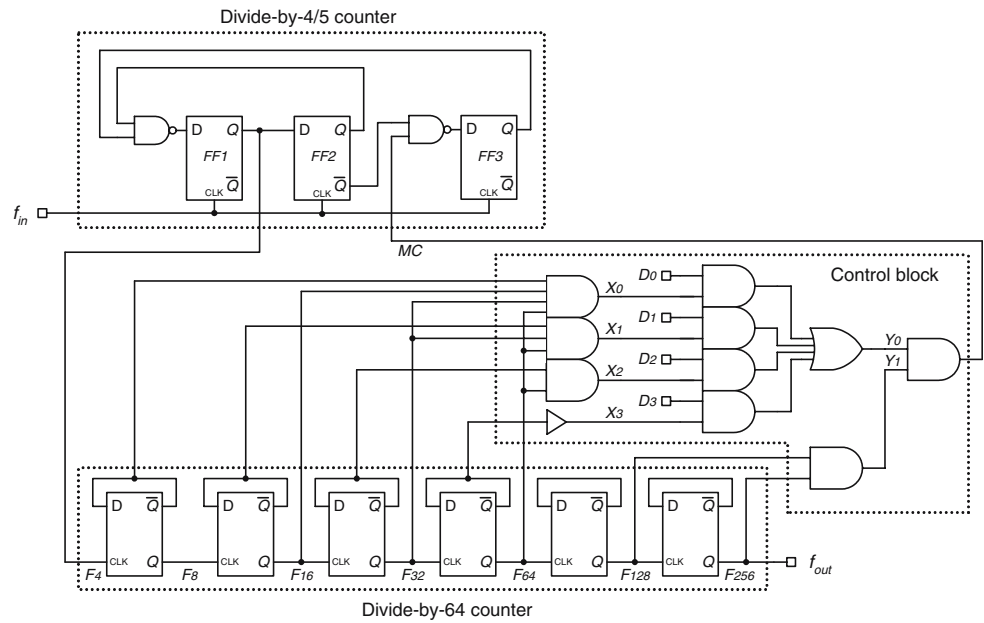 Divide-by-4/5 counter
D Q D Q D Q
FF1 FF2 FF3
Q̅ Q̅ Q̅
CLK CLK CLK
fin
MC
Control block
D0
X0
D1
X1
Y0
D2
Y1
X2
D3
X3
D Q̅ D Q̅ D Q̅ D Q̅ D Q̅ D Q̅
CLK Q CLK Q CLK Q CLK Q CLK Q CLK Q
F4 F8 F16 F32 F64 F128 F256 fout
Divide-by-64 counter